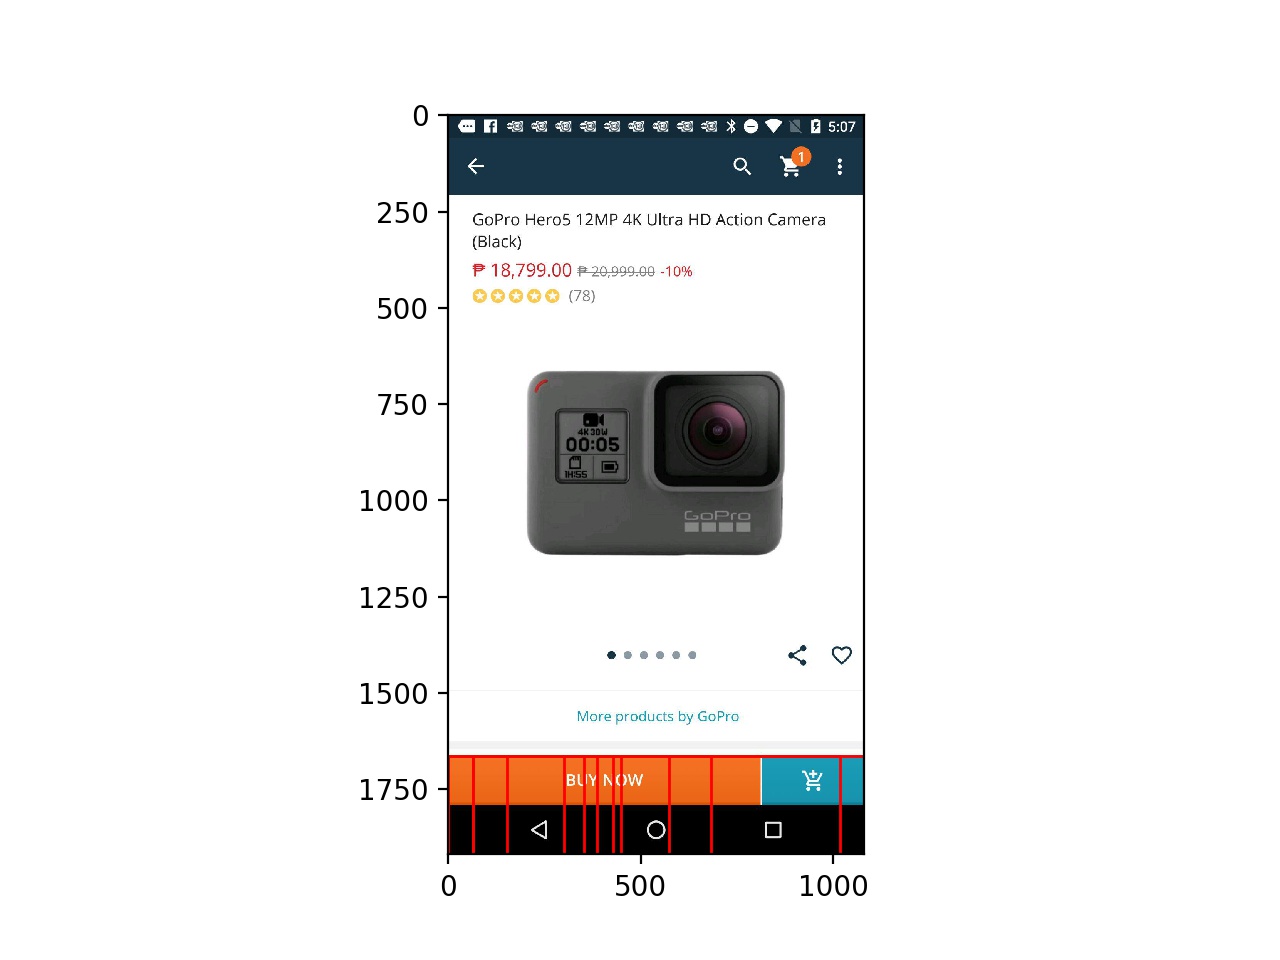 0
250
500
750
1000
1250
1500
1750
0 500 1000
5:07
1
GoPro Hero5 12MP 4K Ultra HD Action Camera
(Black)
₱ 18,799.00 ₱ 20,999.00 -10%
(78)
4K30W
00:05
1H:55
GoPro
More products by GoPro
BUY NOW